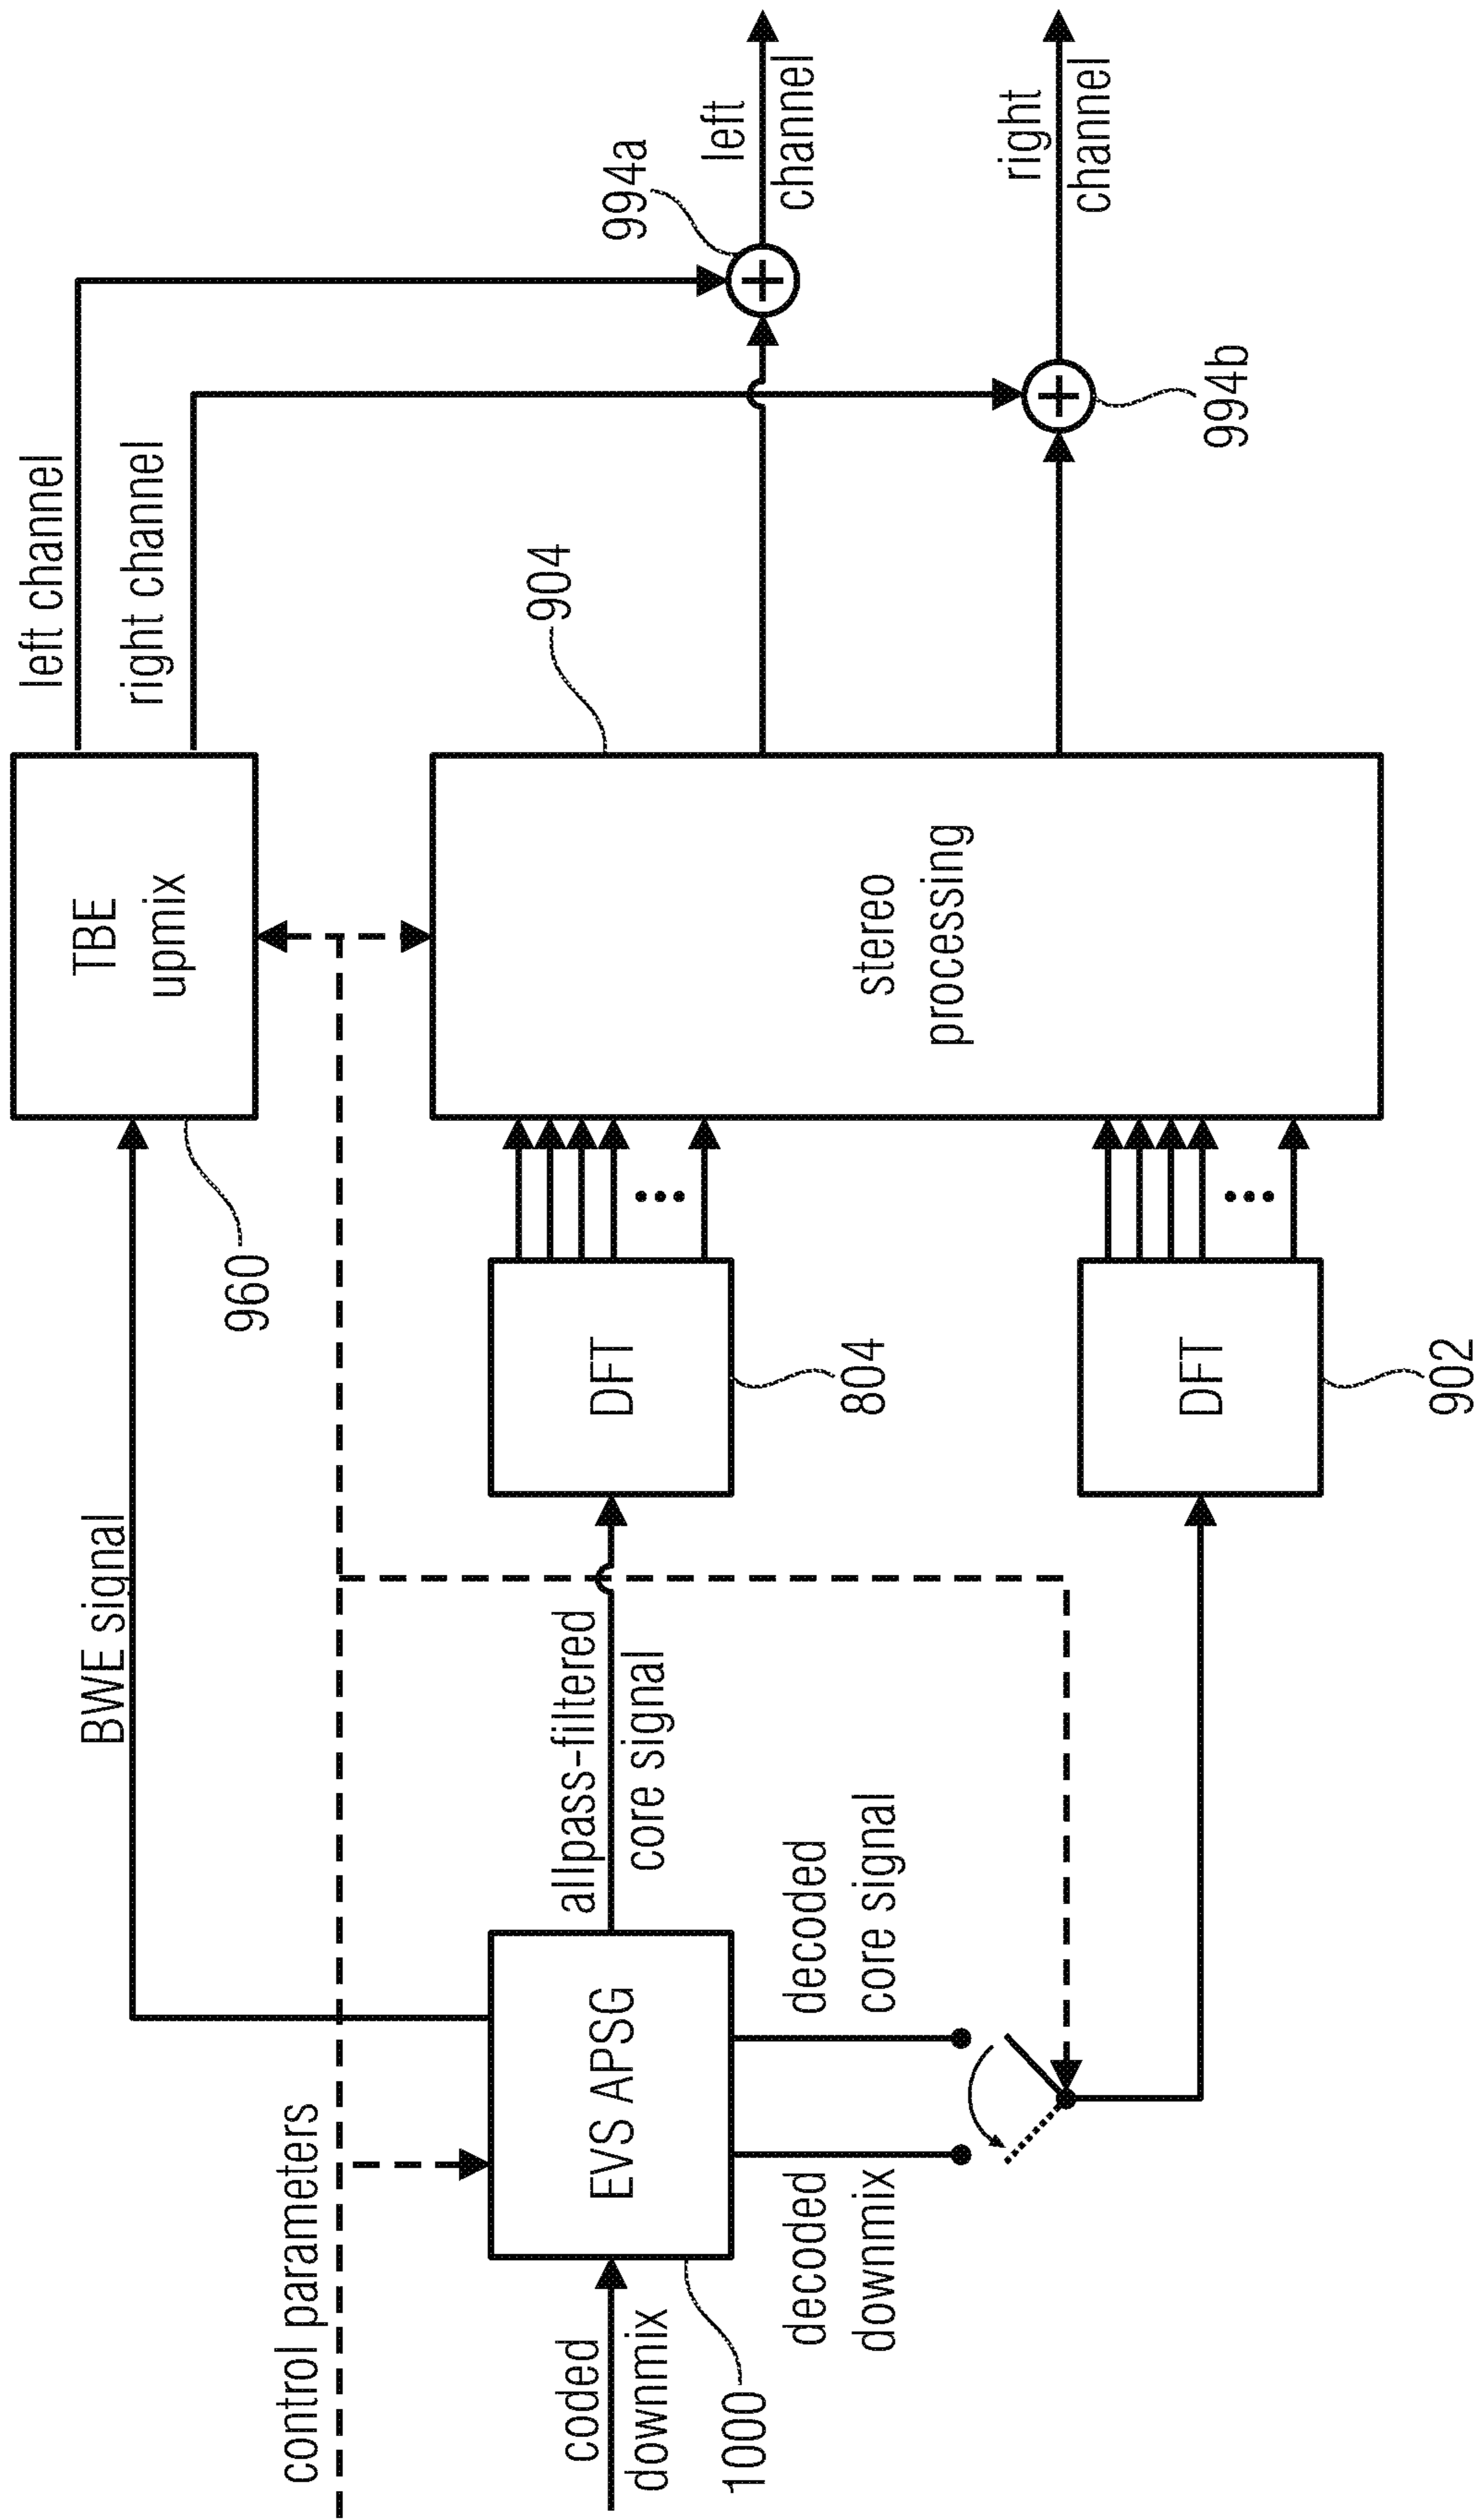 left channel
right channel
TBE
upmix
960
BWE signal
control parameters
904
994a
left
channel
right
channel
994b
stereo
processing
DFT
804
DFT
902
allpass-filtered
core signal
EVS APSG
coded
downmix
1000
decoded
core signal
decoded
downmix